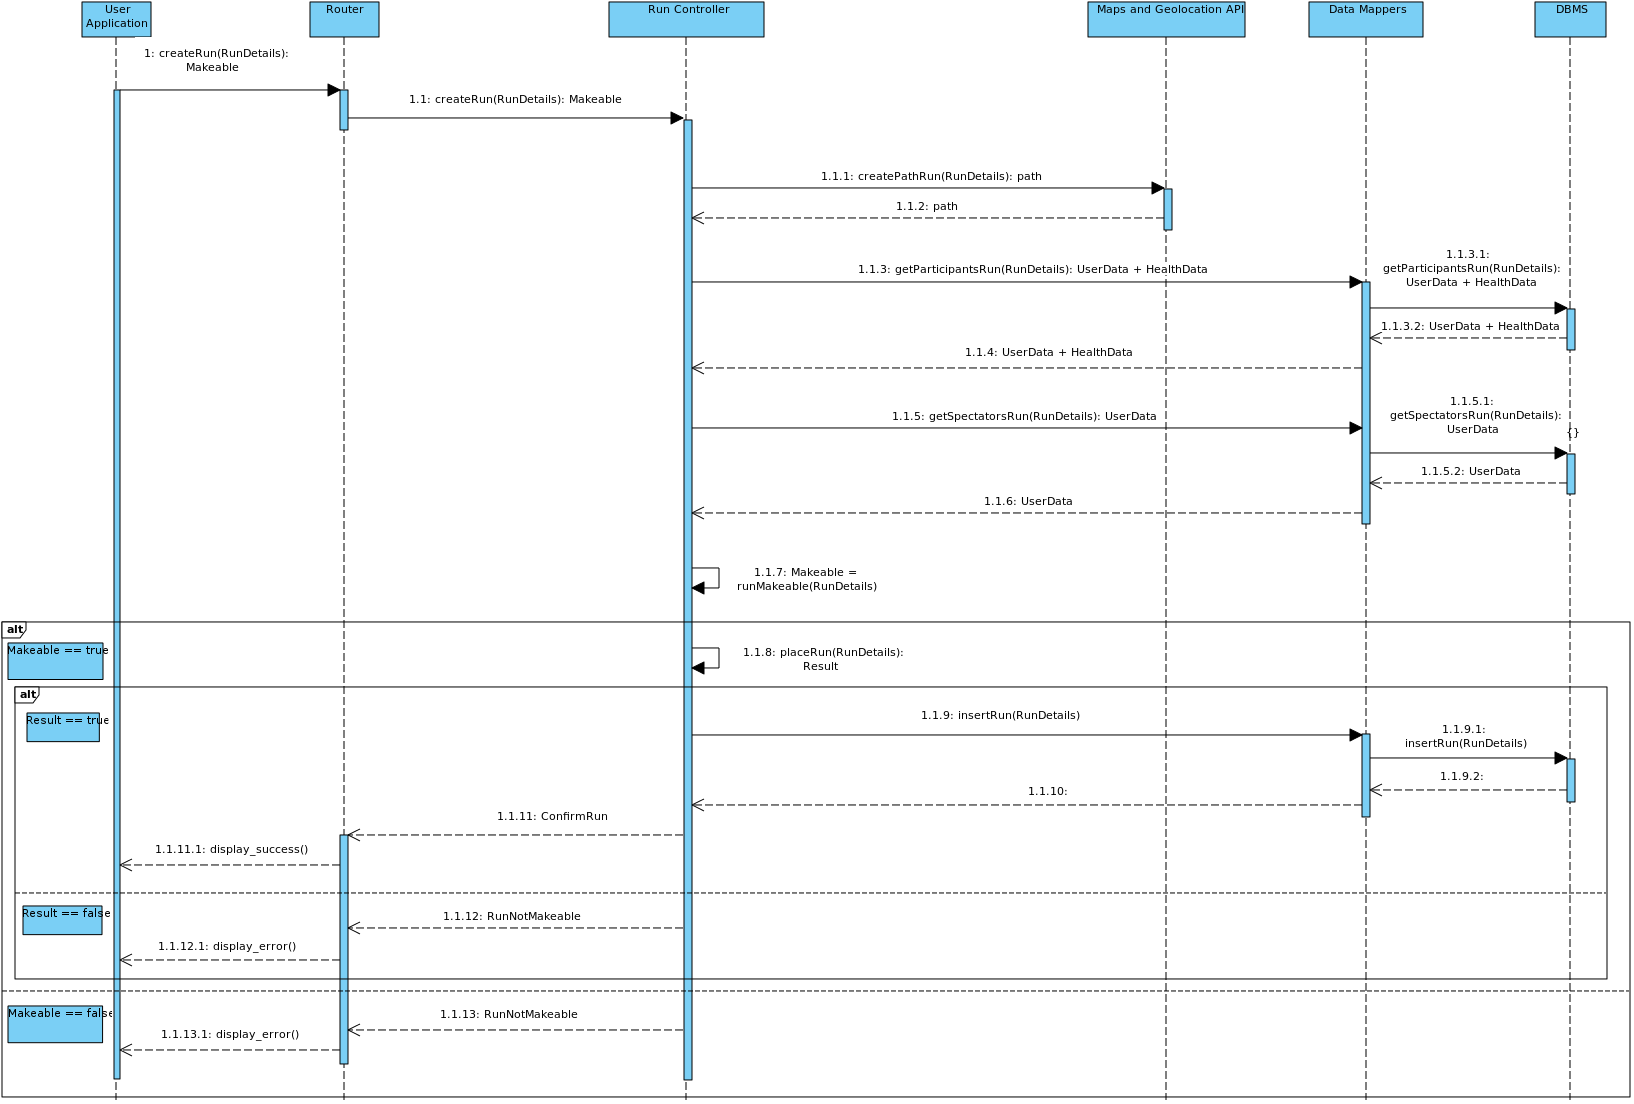 User
Application
Router
Run Controller
Maps and Geolocation API
Data Mappers
DBMS
1: createRun(RunDetails):
Makeable
1.1: createRun(RunDetails): Makeable
1.1.1: createPathRun(RunDetails): path
1.1.2: path
1.1.3: getParticipantsRun(RunDetails): UserData + HealthData
1.1.3.1:
getParticipantsRun(RunDetails):
UserData + HealthData
1.1.3.2: UserData + HealthData
1.1.4: UserData + HealthData
1.1.5: getSpectatorsRun(RunDetails): UserData
1.1.5.1:
getSpectatorsRun(RunDetails):
UserData
{}
1.1.5.2: UserData
1.1.6: UserData
1.1.7: Makeable =
runMakeable(RunDetails)
alt
Makeable == true
1.1.8: placeRun(RunDetails):
Result
alt
Result == true
1.1.9: insertRun(RunDetails)
1.1.9.1:
insertRun(RunDetails)
1.1.9.2:
1.1.10:
1.1.11: ConfirmRun
1.1.11.1: display_success()
Result == false
1.1.12: RunNotMakeable
1.1.12.1: display_error()
Makeable == false
1.1.13: RunNotMakeable
1.1.13.1: display_error()